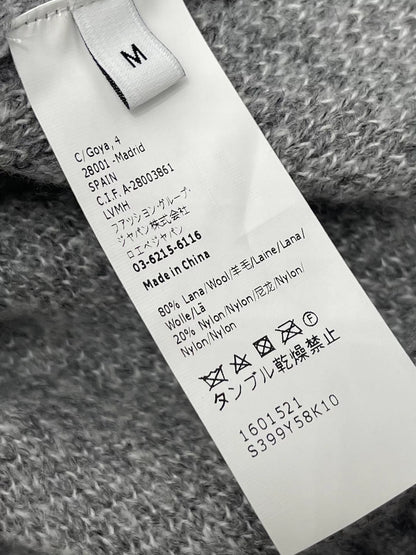 M
C/Goya, 4
28001 - Madrid
SPAIN
C.I.F. A-28003861
LVMH
ファッション・グループ・
ジャパン株式会社
ロエベジャパン
03-6215-6116
Made in China
80% Lana/Wool/羊毛/Laine/Lana/
Wolle/Lã
20% Nylon/Nylon/尼龙/Nylon/
Nylon/Nylon
F
タンブル乾燥禁止
1601521
S399Y58K10